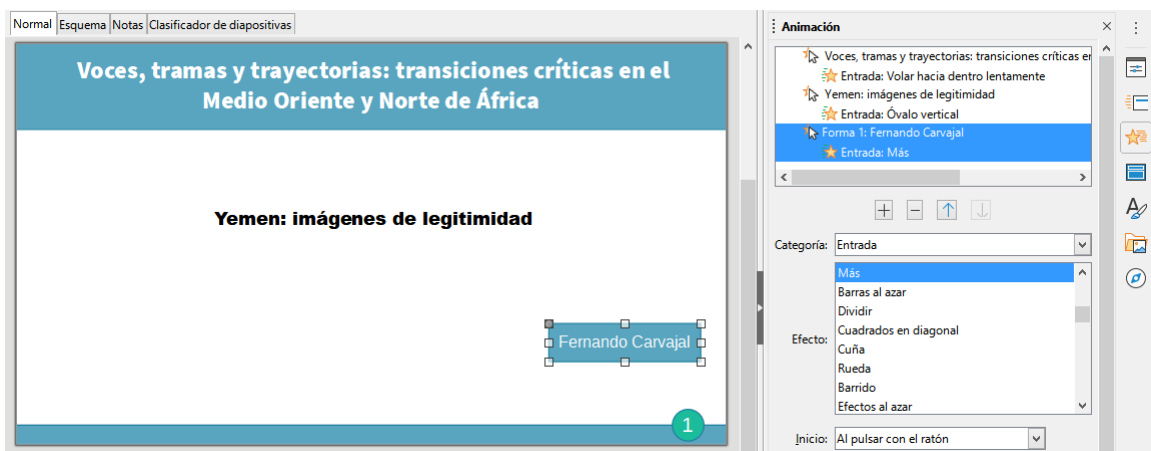 Normal Esquema Notas Clasificador de diapositivas
Voces, tramas y trayectorias: transiciones críticas en el
Medio Oriente y Norte de África
Yemen: imágenes de legitimidad
Fernando Carvajal
1
Animación
Voces, tramas y trayectorias: transiciones críticas en
Entrada: Volar hacia dentro lentamente
Yemen: imágenes de legitimidad
Entrada: Óvalo vertical
Forma 1: Fernando Carvajal
Entrada: Más
Categoría: Entrada
Efecto:
Más
Barras al azar
Dividir
Cuadrados en diagonal
Cuña
Rueda
Barrido
Efectos al azar
Inicio: Al pulsar con el ratón